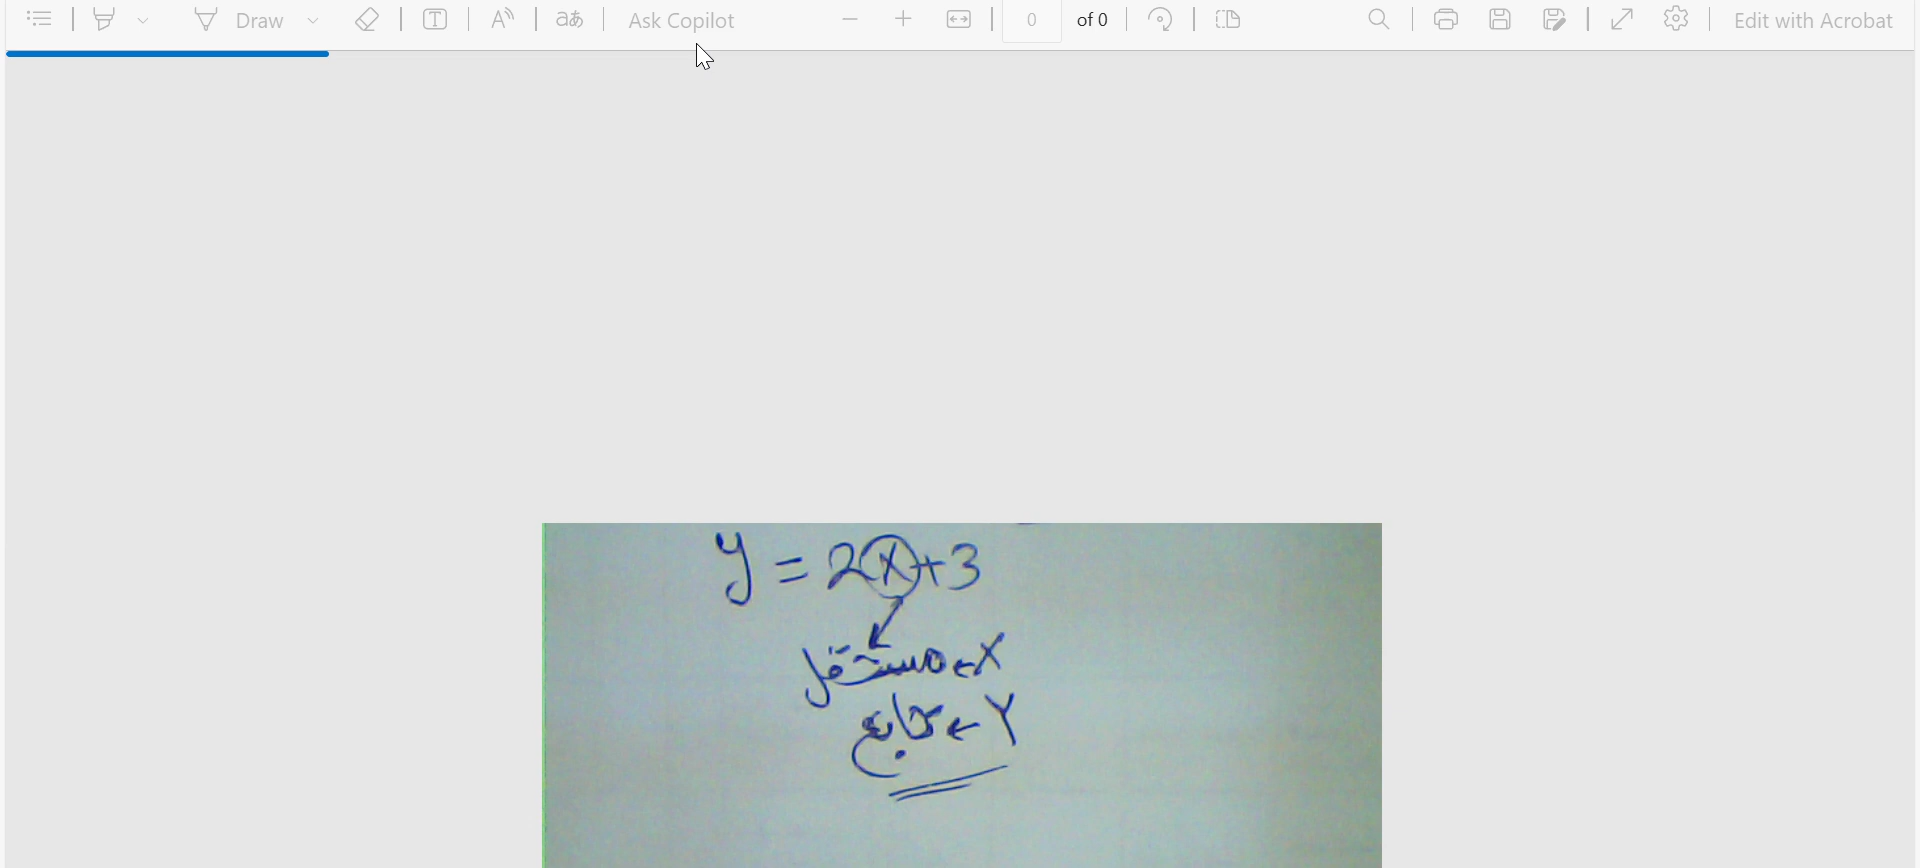 Draw
Ask Copilot
0 of 0
Edit with Acrobat
y = 2x+3
X ← مستقل
Y ← تابع